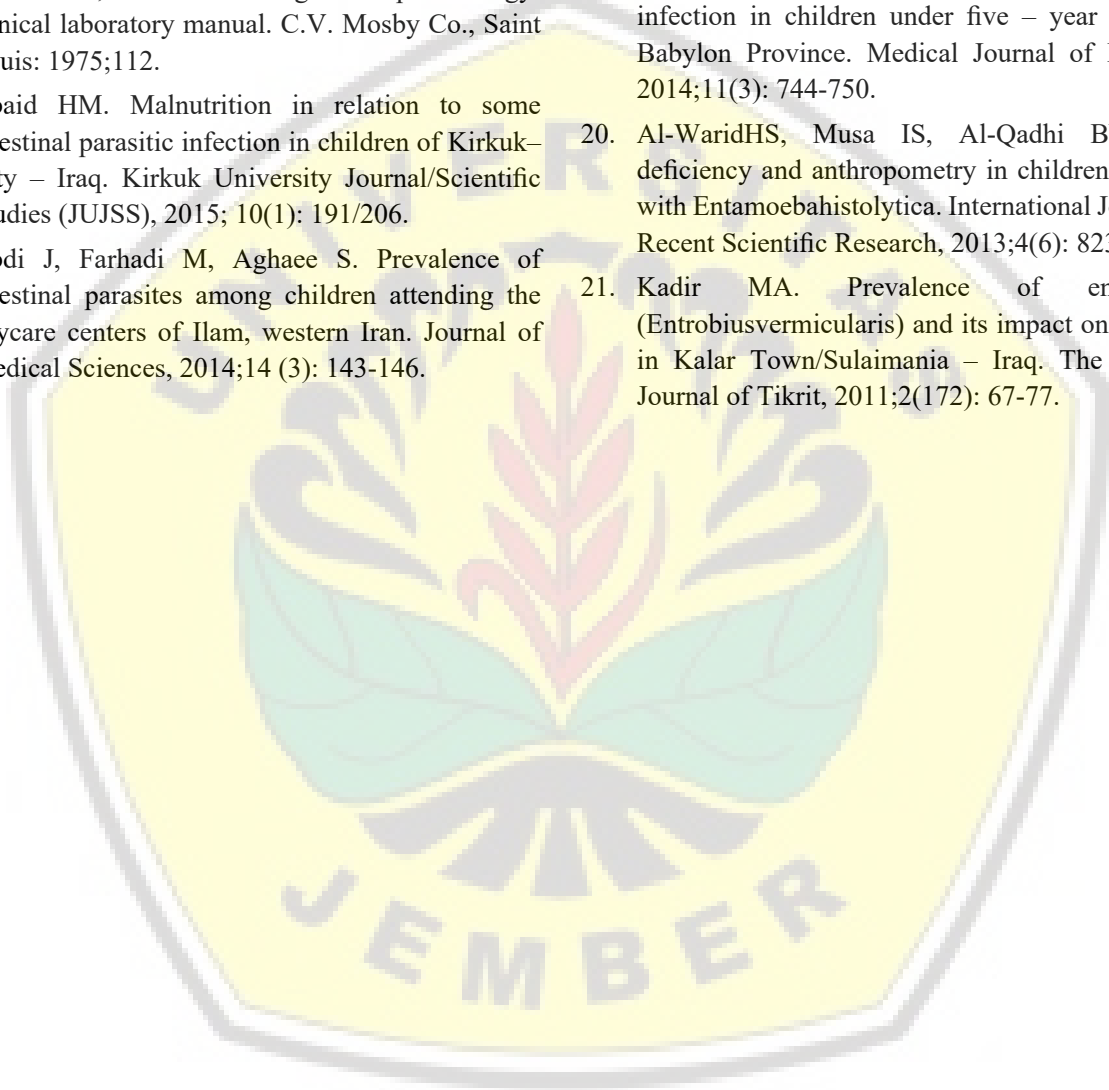 nical laboratory manual. C.V. Mosby Co., Saint
uis: 1975;112.
aid HM. Malnutrition in relation to some
estinal parasitic infection in children of Kirkuk–
ty – Iraq. Kirkuk University Journal/Scientific
udies (JUJSS), 2015; 10(1): 191/206.
di J, Farhadi M, Aghaee S. Prevalence of
estinal parasites among children attending the
ycare centers of Ilam, western Iran. Journal of
edical Sciences, 2014;14 (3): 143-146.
infection in children under five – year
Babylon Province. Medical Journal of
2014;11(3): 744-750.
20. Al-WaridHS, Musa IS, Al-Qadhi B
deficiency and anthropometry in children
with Entamoebahistolytica. International J
Recent Scientific Research, 2013;4(6): 823
21. Kadir MA. Prevalence of en
(Entrobiusvermicularis) and its impact on
in Kalar Town/Sulaimania – Iraq. The
Journal of Tikrit, 2011;2(172): 67-77.
UNIVERSITAS
JEMBER